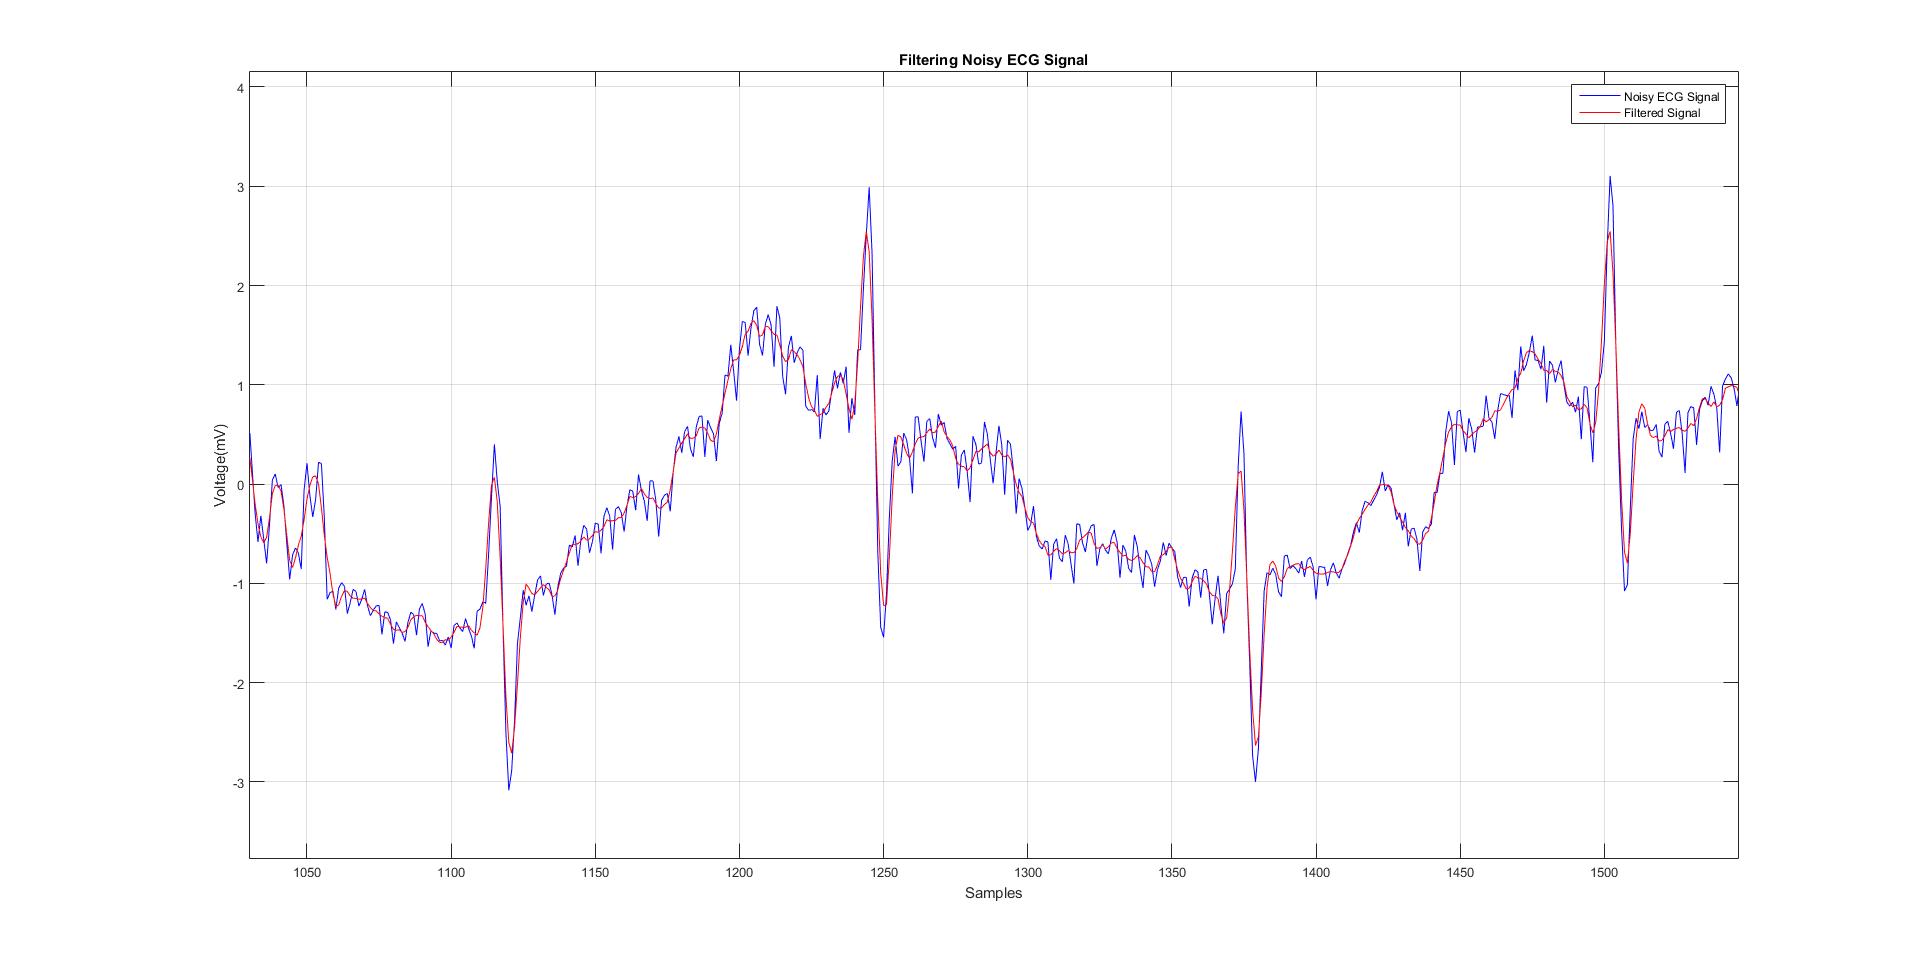 Filtering Noisy ECG Signal
Noisy ECG Signal
Filtered Signal
4
3
2
1
0
-1
-2
-3
Voltage(mV)
1050 1100 1150 1200 1250 1300 1350 1400 1450 1500
Samples